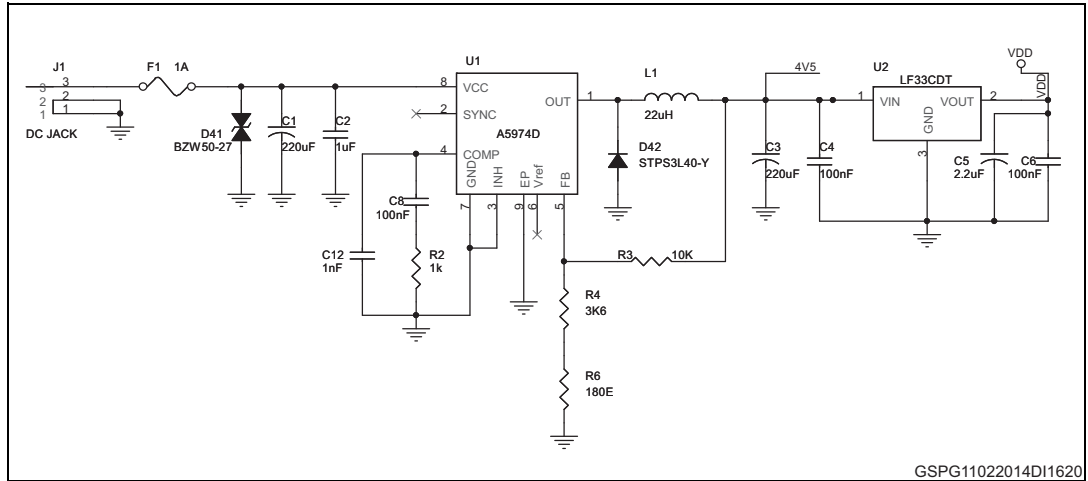 J1
3
3
2
2
1
1
DC JACK
F1 1A
D41
BZW50-27
C1
220uF
C2
1uF
U1
8
VCC
2
SYNC
4
COMP
A5974D
OUT
1
GND
INH
EP
Vref
FB
7
3
9
6
5
C8
100nF
C12
1nF
R2
1k
L1
22uH
D42
STPS3L40-Y
R3 10K
R4
3K6
R6
180E
4V5
C3
220uF
C4
100nF
U2
LF33CDT
1
VIN
VOUT
2
GND
3
VDD
VDD
C5
2.2uF
C6
100nF
GSPG11022014DI1620